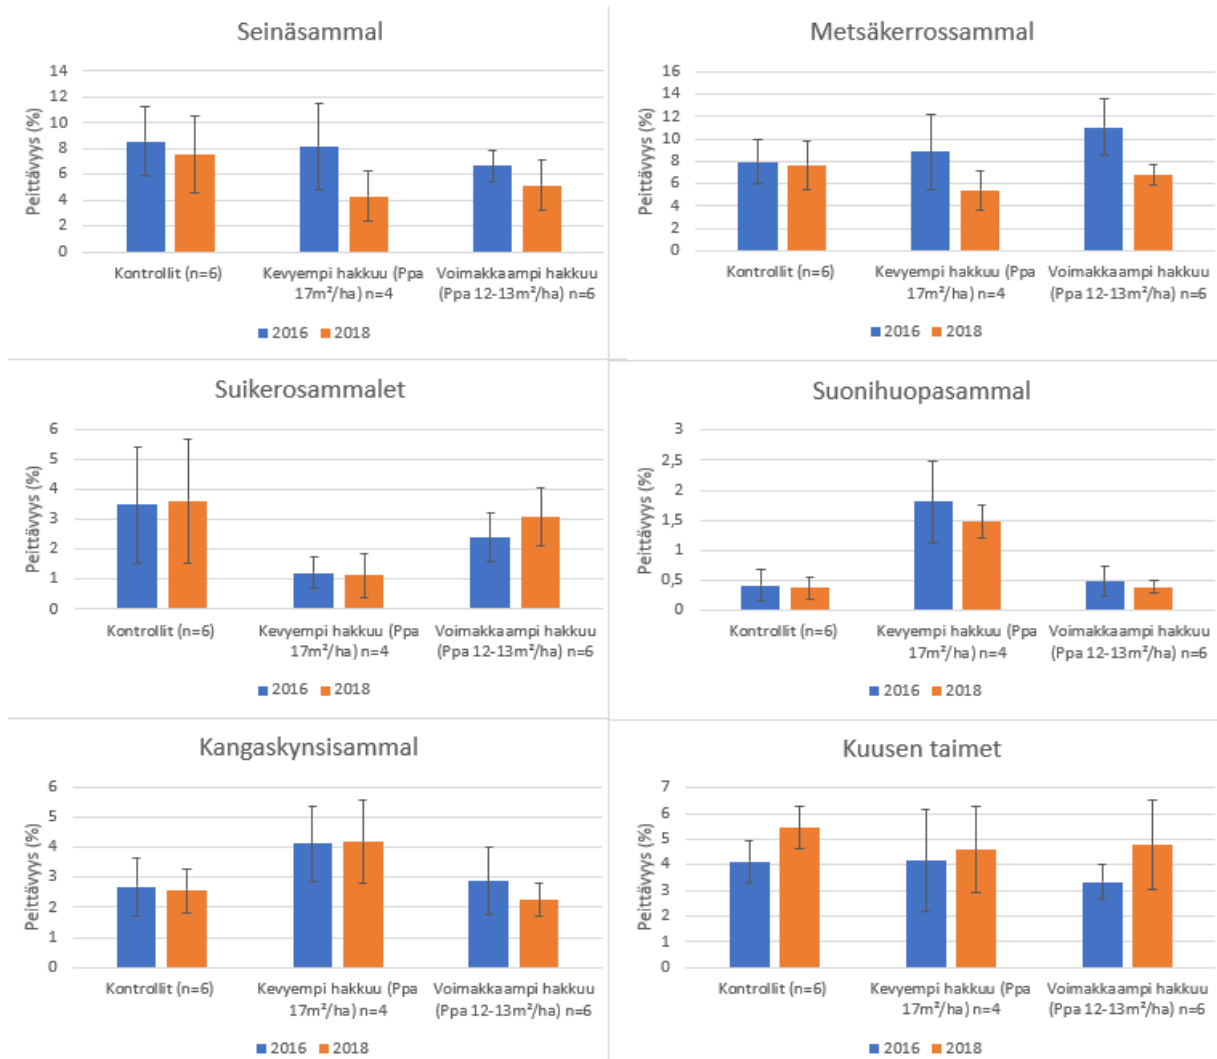 Seinäsammal
Peittävyys (%)
14
12
10
8
6
4
2
0
Kontrollit (n=6)
Kevyempi hakkuu (Ppa
17m²/ha) n=4
Voimakkaampi hakkuu
(Ppa 12-13m²/ha) n=6
2016 2018
Metsäkerrossammal
Peittävyys (%)
16
14
12
10
8
6
4
2
0
Kontrollit (n=6)
Kevyempi hakkuu (Ppa
17m²/ha) n=4
Voimakkaampi hakkuu
(Ppa 12-13m²/ha) n=6
2016 2018
Suikerosammalet
Peittävyys (%)
6
5
4
3
2
1
0
Kontrollit (n=6)
Kevyempi hakkuu (Ppa
17m²/ha) n=4
Voimakkaampi hakkuu
(Ppa 12-13m²/ha) n=6
2016 2018
Suonihuopasammal
Peittävyys (%)
3
2,5
2
1,5
1
0,5
0
Kontrollit (n=6)
Kevyempi hakkuu (Ppa
17m²/ha) n=4
Voimakkaampi hakkuu
(Ppa 12-13m²/ha) n=6
2016 2018
Kangaskynsisammal
Peittävyys (%)
6
5
4
3
2
1
0
Kontrollit (n=6)
Kevyempi hakkuu (Ppa
17m²/ha) n=4
Voimakkaampi hakkuu
(Ppa 12-13m²/ha) n=6
2016 2018
Kuusen taimet
Peittävyys (%)
7
6
5
4
3
2
1
0
Kontrollit (n=6)
Kevyempi hakkuu (Ppa
17m²/ha) n=4
Voimakkaampi hakkuu
(Ppa 12-13m²/ha) n=6
2016 2018